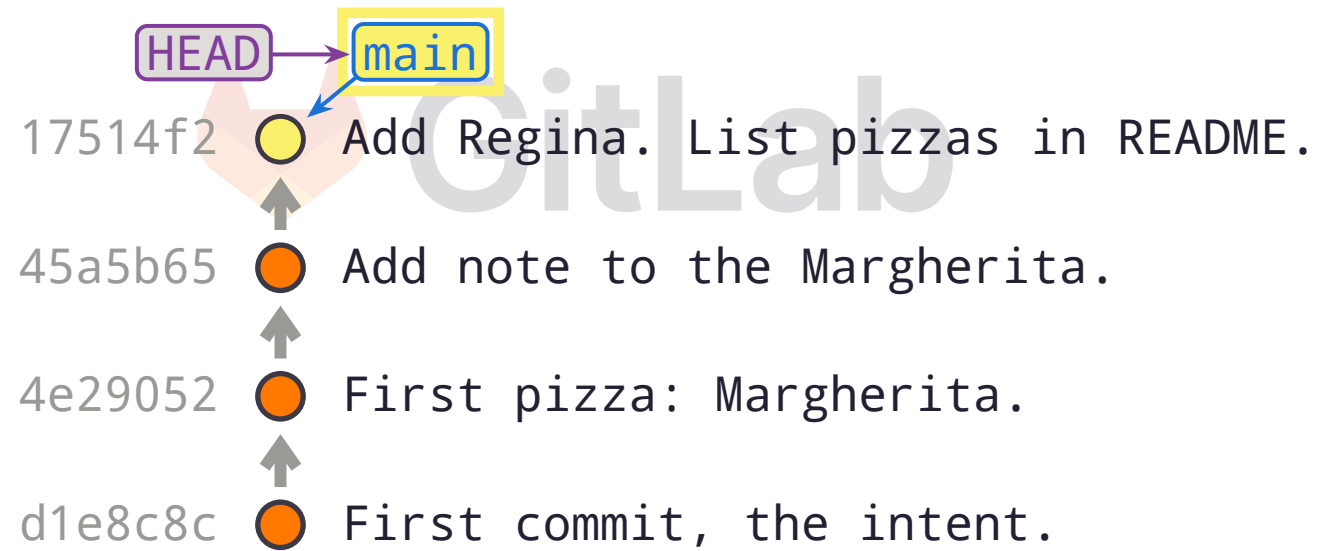 HEAD main
GitLab
17514f2 Add Regina. List pizzas in README.
45a5b65 Add note to the Margherita.
4e29052 First pizza: Margherita.
d1e8c8c First commit, the intent.